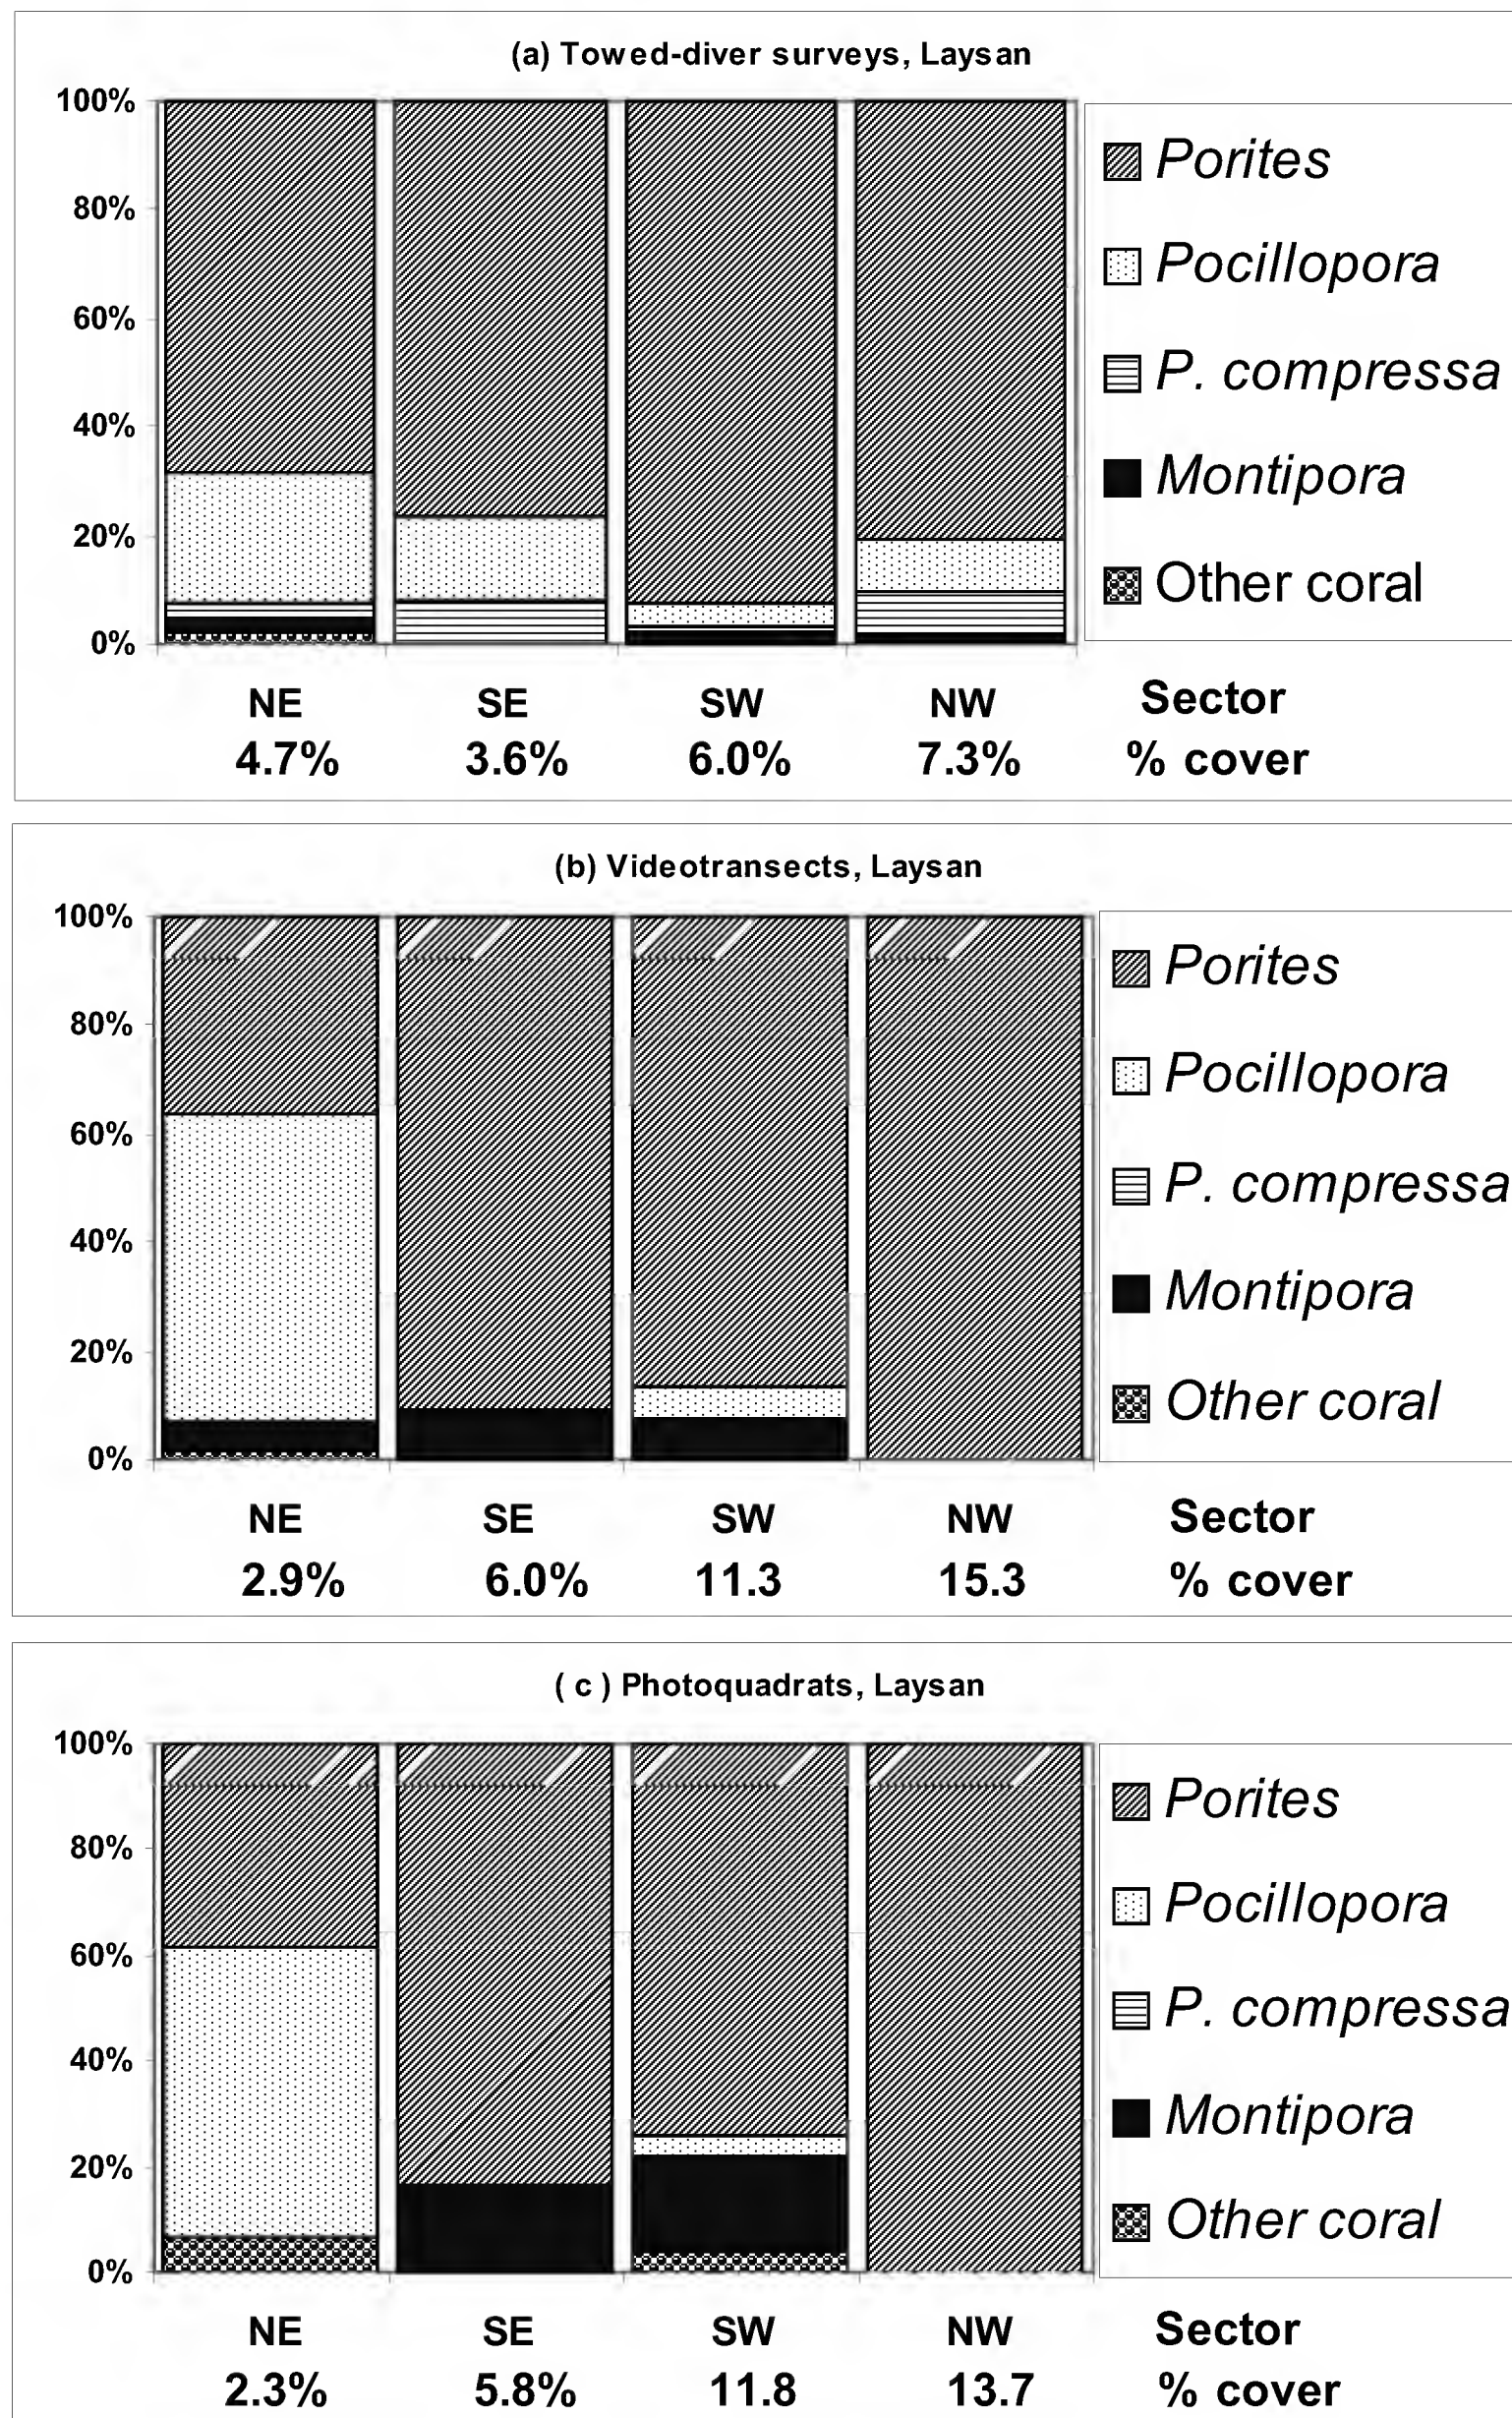 (a) Towed-diver surveys, Laysan
100%
80%
60%
40%
20%
0%
Porites
Pocillopora
P. compressa
Montipora
Other coral
NE SE SW NW Sector
4.7% 3.6% 6.0% 7.3% % cover
(b) Videotransects, Laysan
100%
80%
60%
40%
20%
0%
Porites
Pocillopora
P. compressa
Montipora
Other coral
NE SE SW NW Sector
2.9% 6.0% 11.3 15.3 % cover
( c ) Photoquadrats, Laysan
100%
80%
60%
40%
20%
0%
Porites
Pocillopora
P. compressa
Montipora
Other coral
NE SE SW NW Sector
2.3% 5.8% 11.8 13.7 % cover